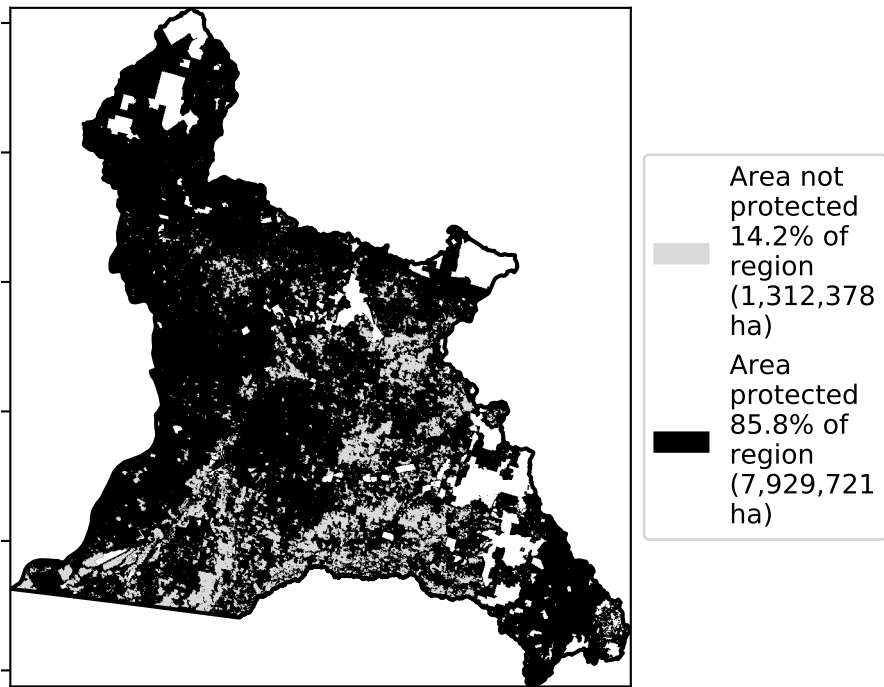 Area not
protected
14.2% of
region
(1,312,378
ha)
Area
protected
85.8% of
region
(7,929,721
ha)